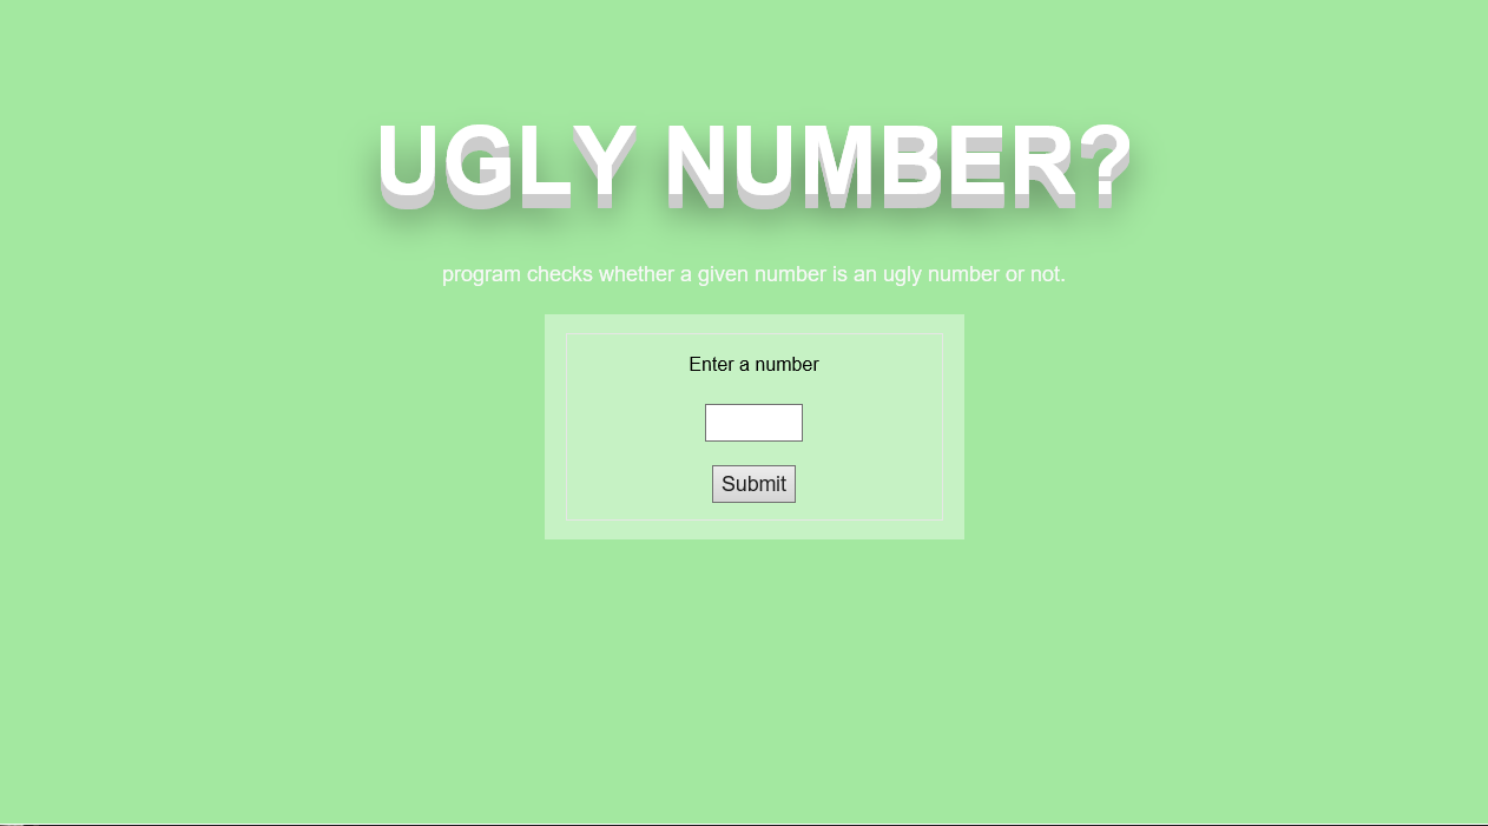 UGLY NUMBER?
program checks whether a given number is an ugly number or not.
Enter a number
Submit